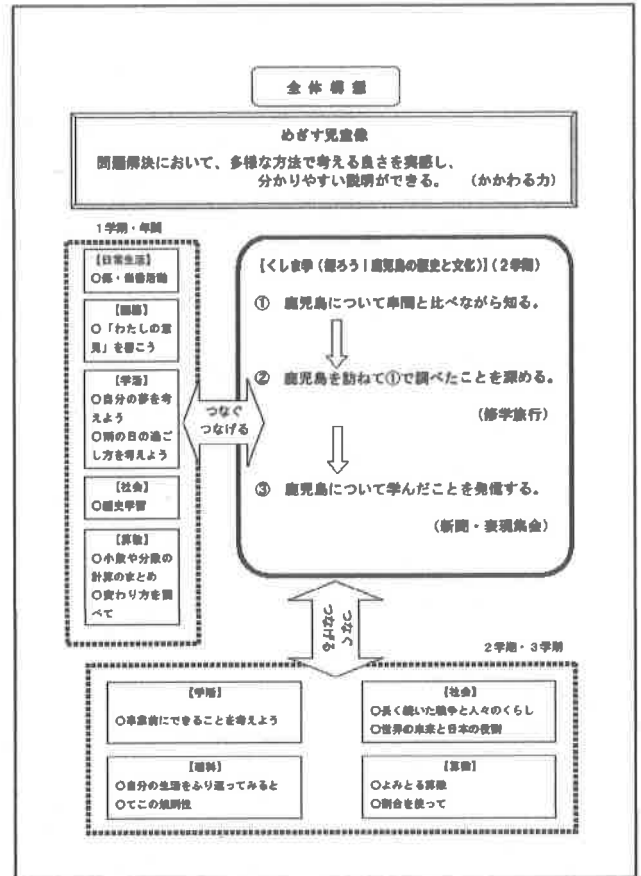 全体構想
めざす児童像
問題解決において、多様な方法で考える良さを実感し、
分かりやすい説明ができる。　（かかわる力）
1学期・年間
【日常生活】
○係・当番活動
【国語】
○「わたしの意
見」を書こう
【学活】
○自分の夢を考
えよう
○雨の日の過ご
し方を考えよう
【社会】
○歴史学習
【算数】
○小数や分数の
計算のまとめ
○変わり方を調
べて
つなぐ
つなげる
【くしま学（探ろう！鹿児島の歴史と文化）】（2学期）
① 鹿児島について串間と比べながら知る。
② 鹿児島を訪ねて①で調べたことを深める。
（修学旅行）
③ 鹿児島について学んだことを発信する。
（新聞・表現集会）
つなぐ
つなげる
2学期・3学期
【学活】
○卒業前にできることを考えよう
【社会】
○長く続いた戦争と人々のくらし
○世界の未来と日本の役割
【理科】
○自分の生活をふり返ってみると
○てこの規則性
【算数】
○よみとる算数
○割合を使って